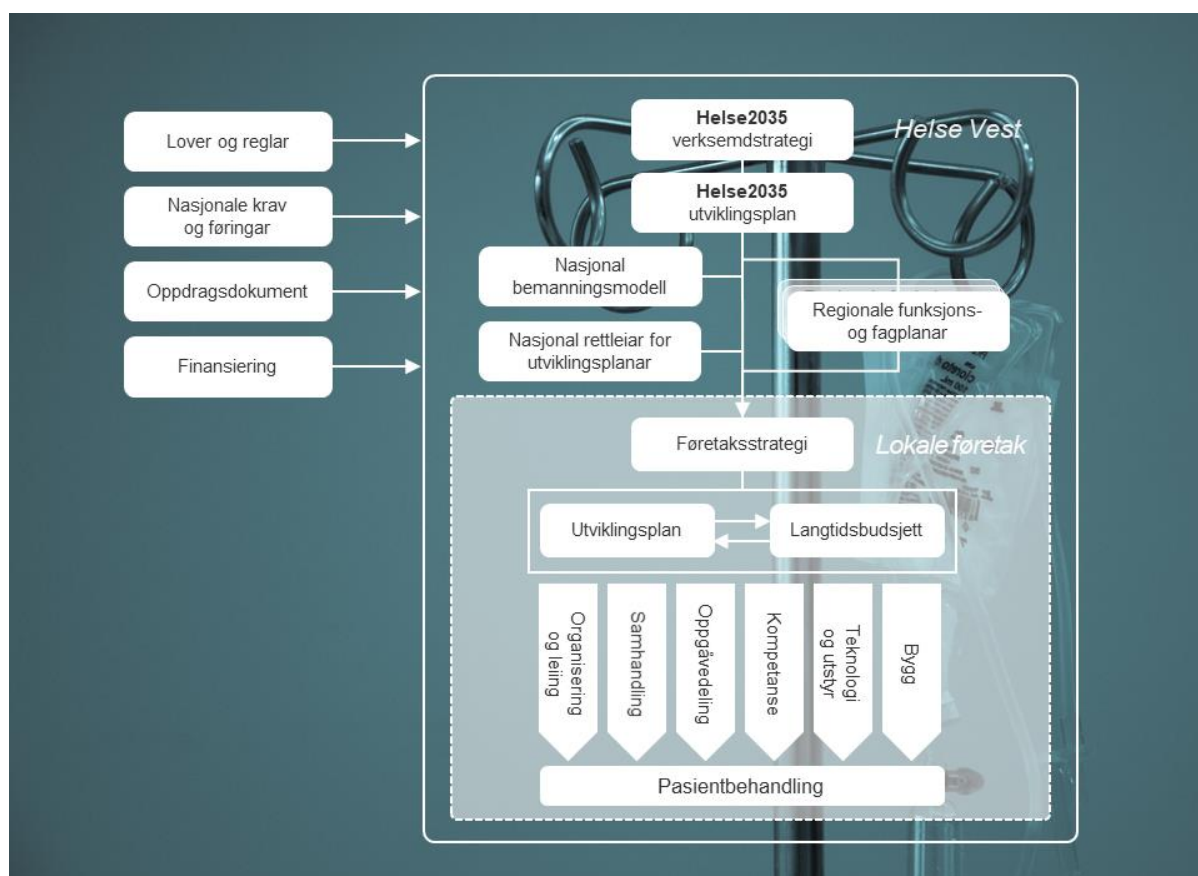 Lover og reglar
Nasjonale krav
og føringar
Oppdragsdokument
Finansiering
Helse Vest
Helse2035
verksemdstrategi
Helse2035
utviklingsplan
Nasjonal
bemanningsmodell
Nasjonal rettleiar for
utviklingsplanar
Regionale funksjons-
og fagplanar
Lokale føretak
Føretaksstrategi
Utviklingsplan
Langtidsbudsjett
Organisering
og leiing
Samhandling
Oppgåvedeling
Kompetanse
Teknologi
og utstyr
Bygg
Pasientbehandling